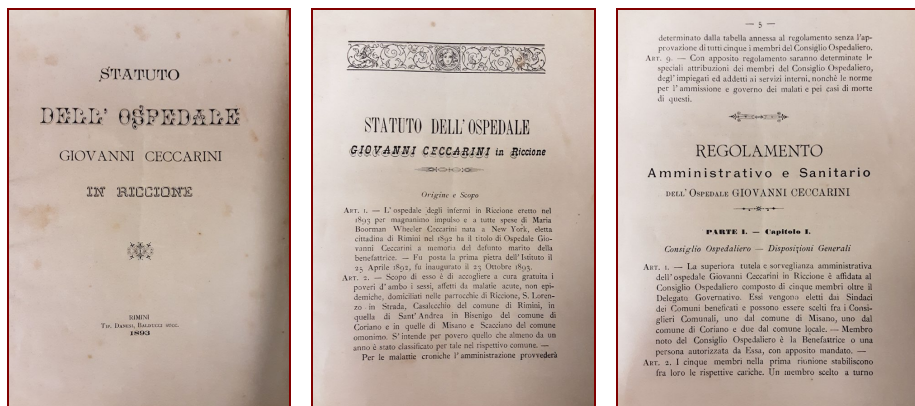 STATUTO
DELL' OSPEDALE
GIOVANNI CECCARINI
IN RICCIONE
RIMINI
Tip. Danesi, Balducci succ.
1893
STATUTO DELL'OSPEDALE
GIOVANNI CECCARINI in Riccione
Origine e Scopo
Art. 1. — L'ospedale degli infermi in Riccione eretto nel
1893 per magnanimo impulso e a tutte spese di Maria
Boorman Wheeler Ceccarini nata a New York, eletta
cittadina di Rimini nel 1892 ha il titolo di Ospedale Gio-
vanni Ceccarini a memoria del defunto marito della
benefattrice. — Fu posta la prima pietra dell'Istituto il
25 Aprile 1892, fu inaugurato il 23 Ottobre 1893.
Art. 2. — Scopo di esso è di accogliere a cura gratuita i
poveri d'ambo i sessi, affetti da malatie acute, non epi-
demiche, domiciliati nelle parrocchie di Riccione, S. Loren-
zo in Strada, Casalecchio del comune di Rimini, in
quella di Sant'Andrea in Bisenigo del comune di
Coriano e in quelle di Misano e Scacciano del comune
omonimo. S'intende per povero quello che almeno da un
anno è stato classificato per tale nel rispettivo comune. —
Per le malattie croniche l'amministrazione provvederà
— 5 —
determinato dalla tabella annessa al regolamento senza l'ap-
provazione di tutti cinque i membri del Consiglio Ospedaliero.
Art. 9. — Con apposito regolamento saranno determinate le
speciali attribuzioni dei membri del Consiglio Ospedaliero,
degl'impiegati ed addetti ai servizi interni, nonchè le norme
per l'ammissione e governo dei malati e pei casi di morte
di questi.
REGOLAMENTO
Amministrativo e Sanitario
DELL'OSPEDALE GIOVANNI CECCARINI
PARTE I. — Capitolo I.
Consiglio Ospedaliero — Disposizioni Generali
Art. 1. — La superiora tutela e sorveglianza amministrativa
dell'ospedale Giovanni Ceccarini in Riccione è affidata al
Consiglio Ospedaliero composto di cinque membri oltre il
Delegato Governativo. Essi vengono eletti dai Sindaci
dei Comuni beneficati e possono essere scelti fra i Consi-
glieri Comunali, uno dal comune di Misano, uno dal
comune di Coriano e due dal comune locale. — Membro
noto del Consiglio Ospedaliero è la Benefattrice o una
persona autorizzata da Essa, con apposito mandato. —
Art. 2. I cinque membri nella prima riunione stabiliscono
fra loro le rispettive cariche. Un membro scelto a turno